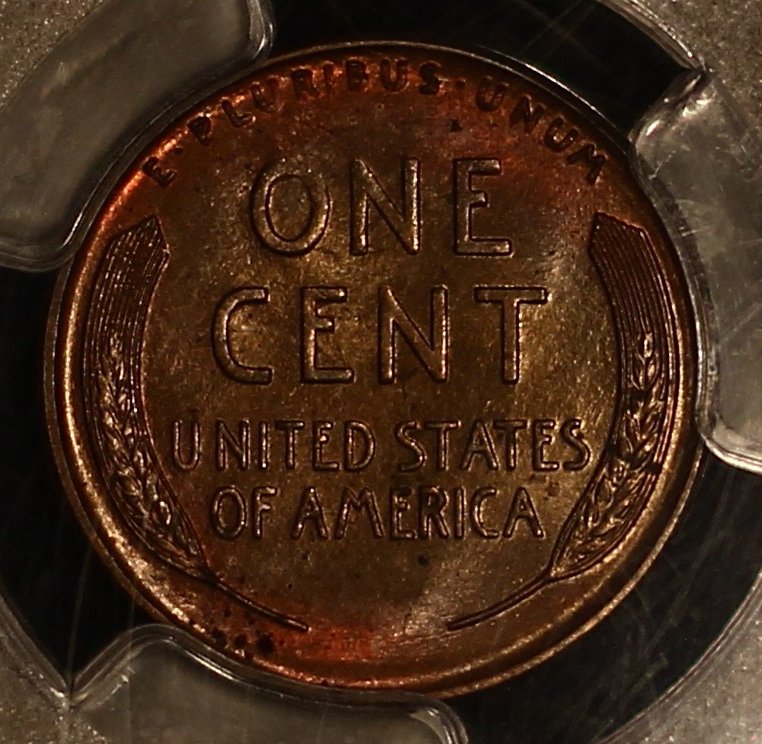 E·PLURIBUS·UNUM
ONE
CENT
UNITED STATES
OF AMERICA